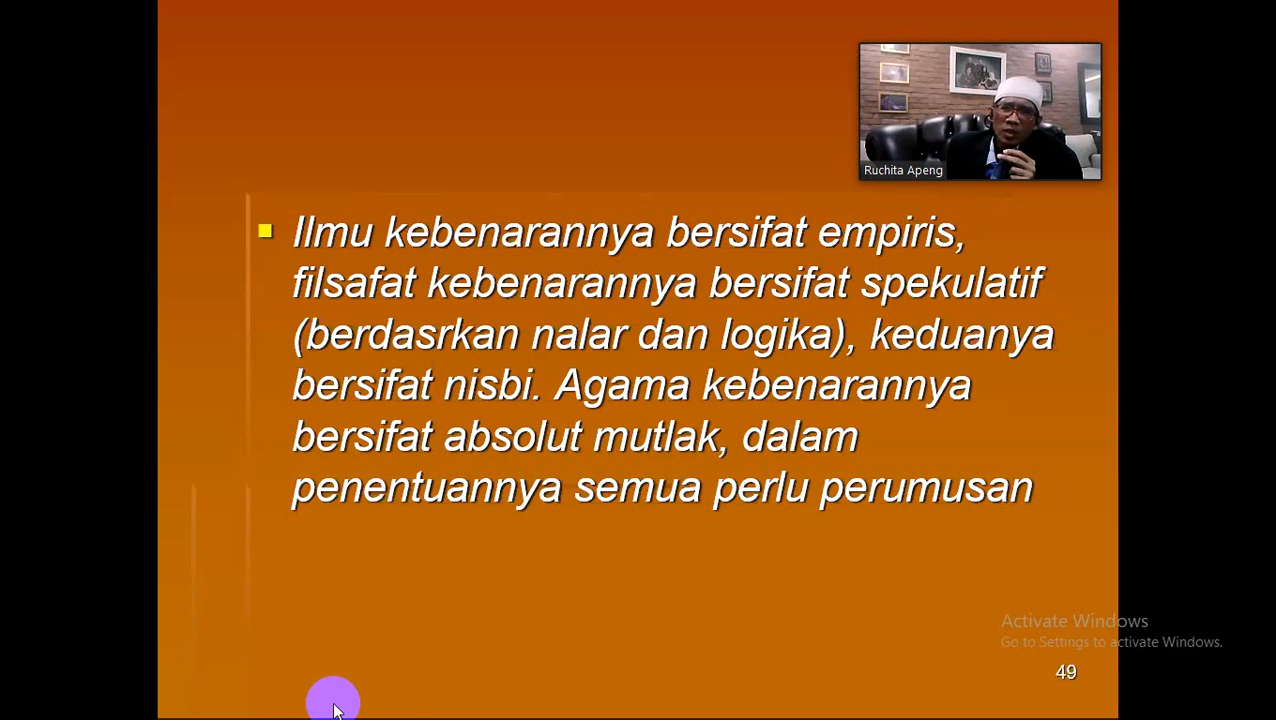 Ruchita Apeng
Ilmu kebenarannya bersifat empiris,
filsafat kebenarannya bersifat spekulatif
(berdasrkan nalar dan logika), keduanya
bersifat nisbi. Agama kebenarannya
bersifat absolut mutlak, dalam
penentuannya semua perlu perumusan
Activate Windows
Go to Settings to activate Windows.
49